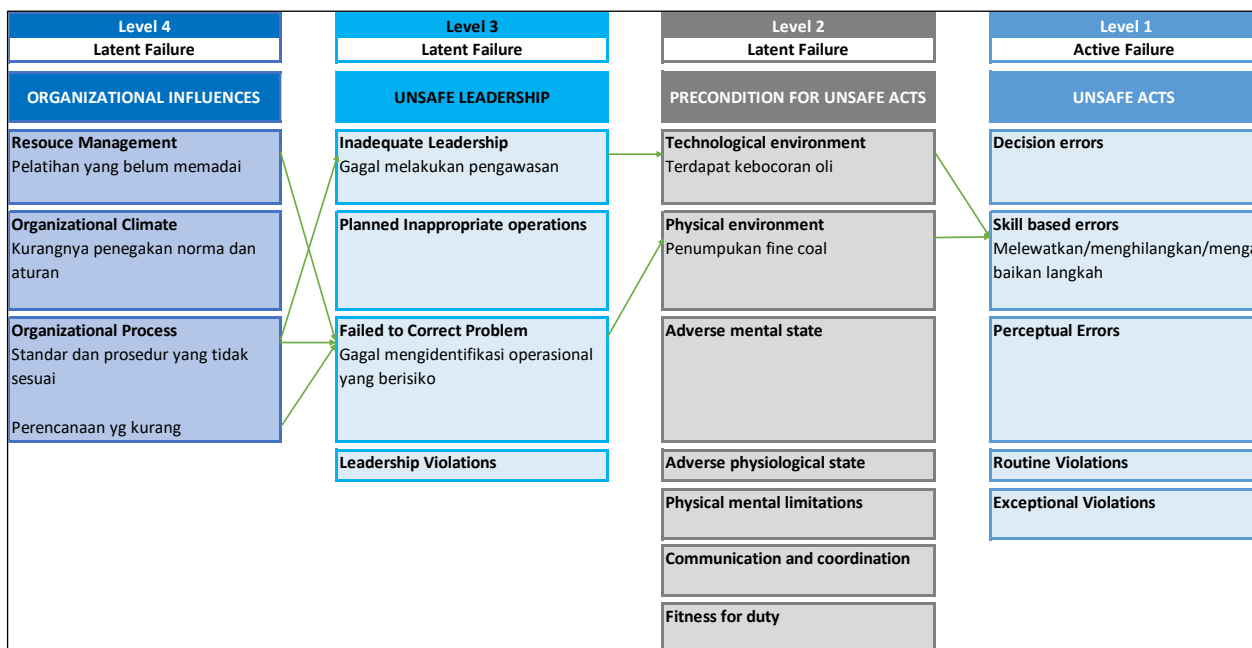 Level 4
Latent Failure
ORGANIZATIONAL INFLUENCES
Resouce Management
Pelatihan yang belum memadai
Organizational Climate
Kurangnya penegakan norma dan
aturan
Organizational Process
Standar dan prosedur yang tidak
sesuai
Perencanaan yg kurang
Level 3
Latent Failure
UNSAFE LEADERSHIP
Inadequate Leadership
Gagal melakukan pengawasan
Planned Inappropriate operations
Failed to Correct Problem
Gagal mengidentifikasi operasional
yang berisiko
Leadership Violations
Level 2
Latent Failure
PRECONDITION FOR UNSAFE ACTS
Technological environment
Terdapat kebocoran oli
Physical environment
Penumpukan fine coal
Adverse mental state
Adverse physiological state
Physical mental limitations
Communication and coordination
Fitness for duty
Level 1
Active Failure
UNSAFE ACTS
Decision errors
Skill based errors
Melewatkan/menghilangkan/menga
baikan langkah
Perceptual Errors
Routine Violations
Exceptional Violations